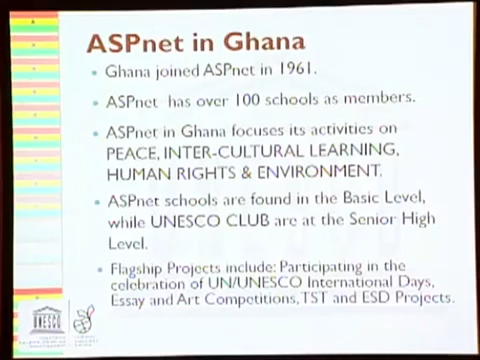 ASPnet in Ghana
• Ghana joined ASPnet in 1961.
• ASPnet has over 100 schools as members.
• ASPnet in Ghana focuses its activities on
PEACE, INTER-CULTURAL LEARNING,
HUMAN RIGHTS & ENVIRONMENT.
• ASPnet schools are found in the Basic Level,
while UNESCO CLUB are at the Senior High
Level.
• Flagship Projects include: Participating in the
celebration of UN/UNESCO International Days,
Essay and Art Competitions, TST and ESD Projects.
UNESCO